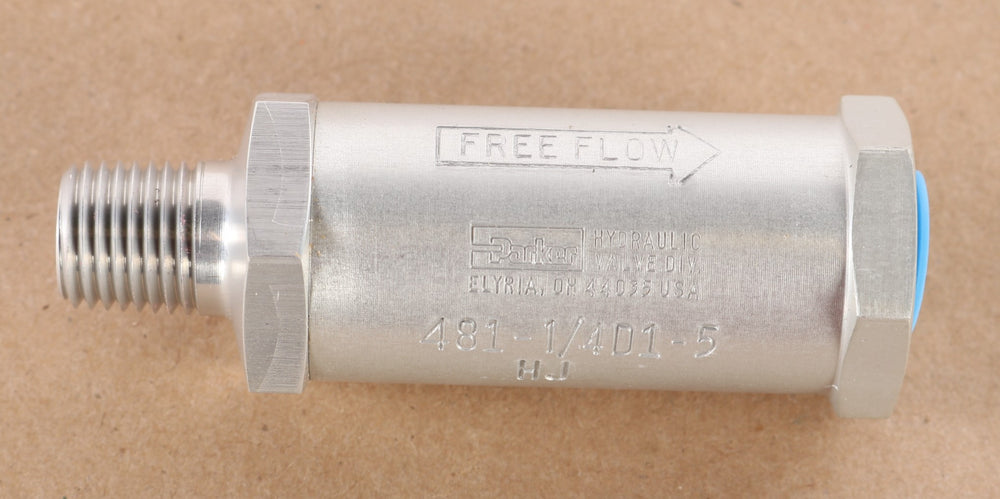 FREE FLOW
Parker HYDRAULIC
VALVE DIV.
ELYRIA, OH 44035 USA
481-1/4D1-5
HJ